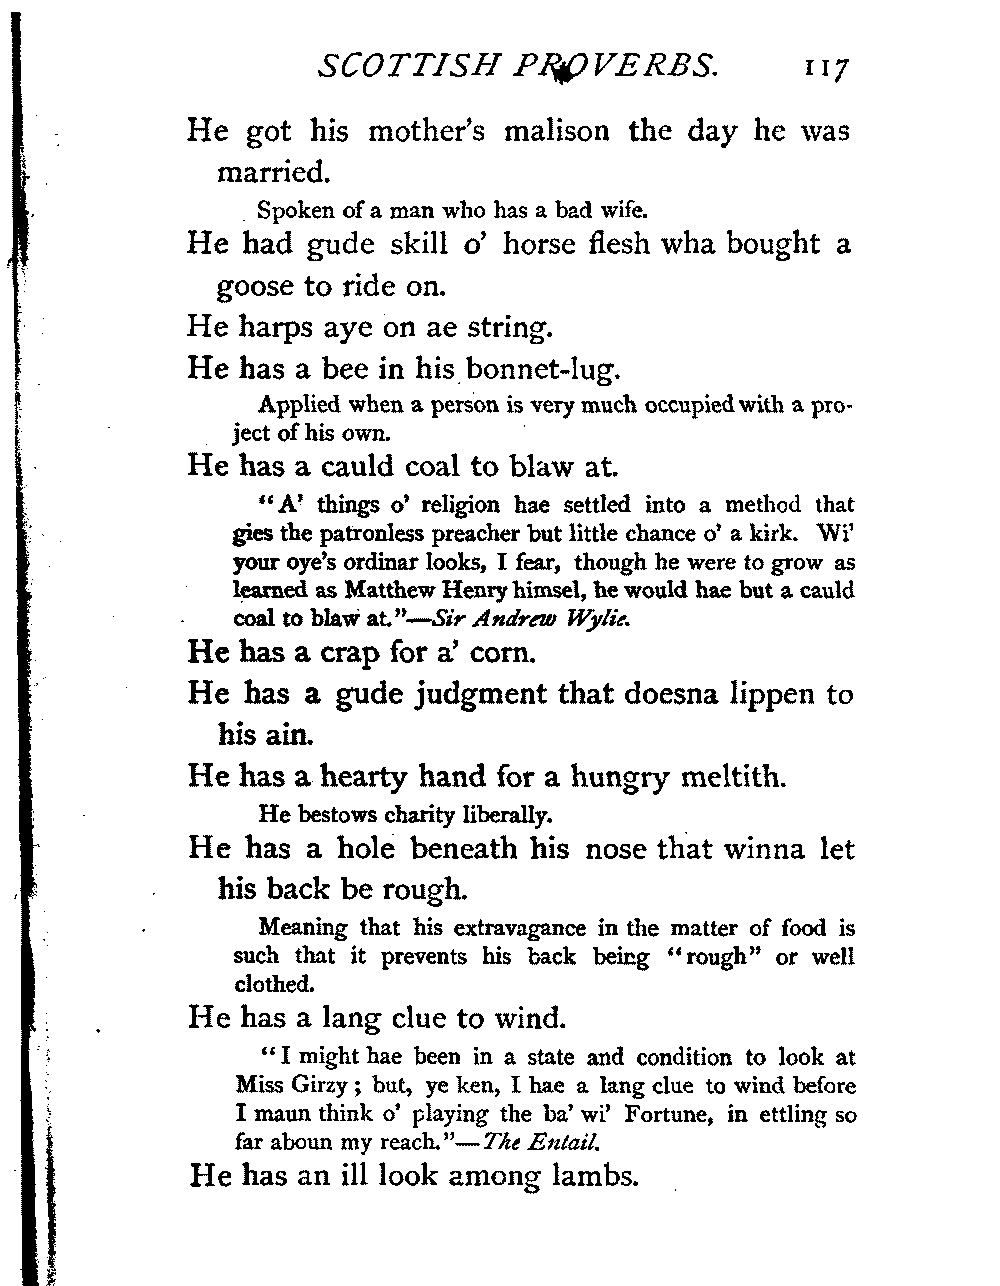 SCOTTISH PROVERBS. 117
He got his mother's malison the day he was
married.
Spoken of a man who has a bad wife.
He had gude skill o' horse flesh wha bought a
goose to ride on.
He harps aye on ae string.
He has a bee in his bonnet-lug.
Applied when a person is very much occupied with a pro-
ject of his own.
He has a cauld coal to blaw at.
"A' things o' religion hae settled into a method that
gies the patronless preacher but little chance o' a kirk. Wi'
your oye's ordinar looks, I fear, though he were to grow as
learned as Matthew Henry himsel, he would hae but a cauld
coal to blaw at."—Sir Andrew Wylie.
He has a crap for a' corn.
He has a gude judgment that doesna lippen to
his ain.
He has a hearty hand for a hungry meltith.
He bestows charity liberally.
He has a hole beneath his nose that winna let
his back be rough.
Meaning that his extravagance in the matter of food is
such that it prevents his back being "rough" or well
clothed.
He has a lang clue to wind.
"I might hae been in a state and condition to look at
Miss Girzy; but, ye ken, I hae a lang clue to wind before
I maun think o' playing the ba' wi' Fortune, in ettling so
far aboun my reach."—The Entail.
He has an ill look among lambs.